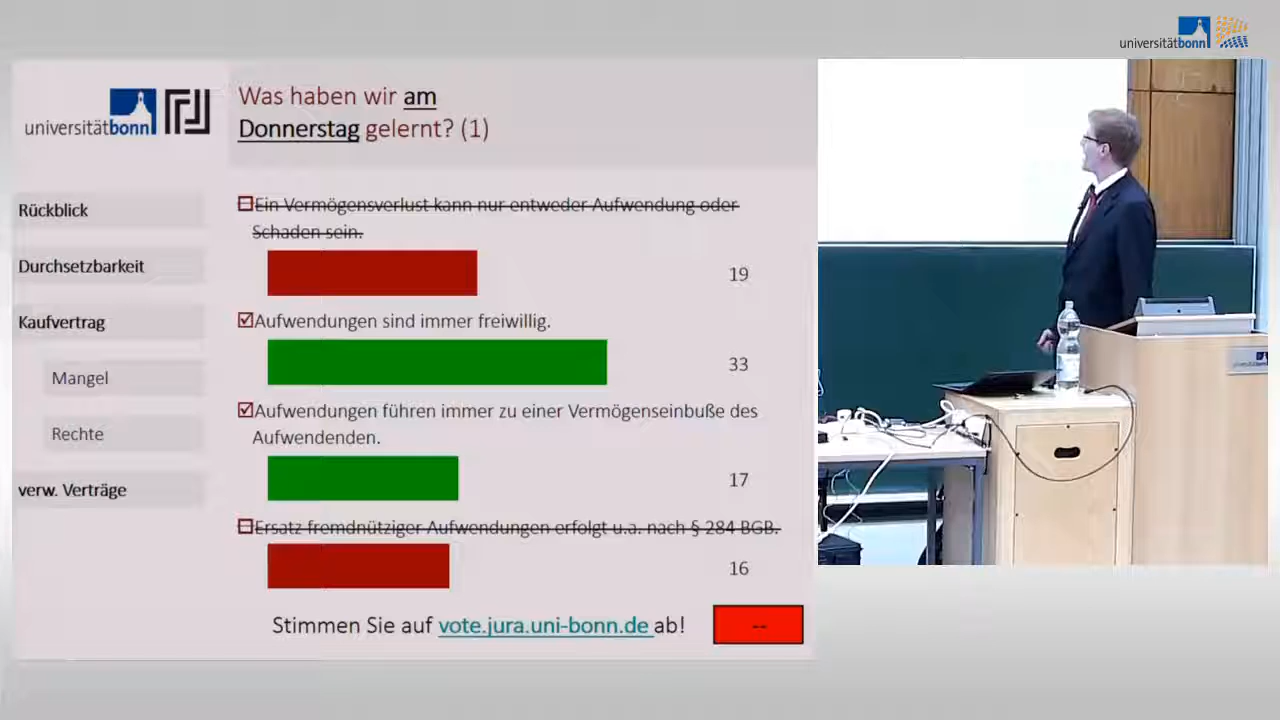 universitätbonn
universitätbonn
Was haben wir am
Donnerstag gelernt? (1)
Rückblick
Durchsetzbarkeit
Kaufvertrag
Mangel
Rechte
verw. Verträge
Ein Vermögensverlust kann nur entweder Aufwendung oder
Schaden sein.
19
Aufwendungen sind immer freiwillig.
33
Aufwendungen führen immer zu einer Vermögenseinbuße des
Aufwendenden.
17
Ersatz fremdnütziger Aufwendungen erfolgt u.a. nach § 284 BGB.
16
Stimmen Sie auf vote.jura.uni-bonn.de ab!
--